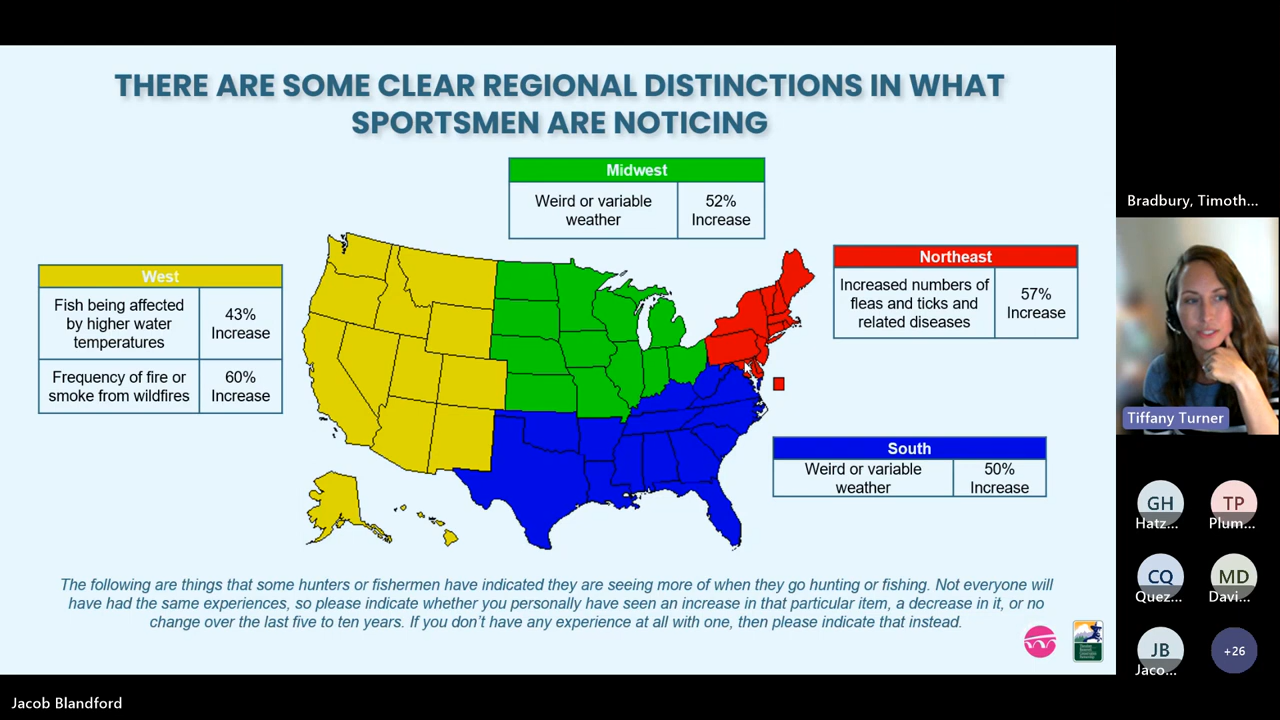 THERE ARE SOME CLEAR REGIONAL DISTINCTIONS IN WHAT
SPORTSMEN ARE NOTICING
Midwest
Weird or variable
weather
52%
Increase
West
Fish being affected
by higher water
temperatures
43%
Increase
Frequency of fire or
smoke from wildfires
60%
Increase
Northeast
Increased numbers of
fleas and ticks and
related diseases
57%
Increase
South
Weird or variable
weather
50%
Increase
The following are things that some hunters or fishermen have indicated they are seeing more of when they go hunting or fishing. Not everyone will
have had the same experiences, so please indicate whether you personally have seen an increase in that particular item, a decrease in it, or no
change over the last five to ten years. If you don't have any experience at all with one, then please indicate that instead.
Bradbury, Timoth...
Tiffany Turner
GH
Hatz...
TP
Plum...
CQ
Quez...
MD
Davi...
JB
Jaco...
+26
Jacob Blandford